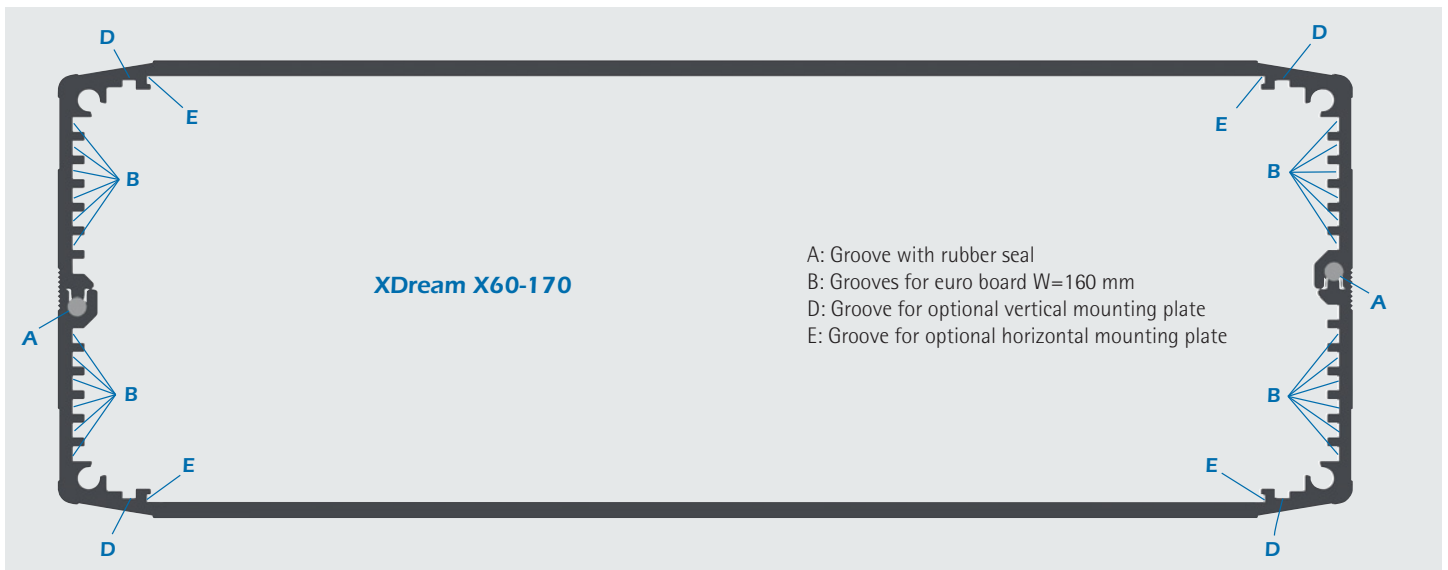 D
D
E
E
B
B
XDream X60-170
A: Groove with rubber seal
B: Grooves for euro board W=160 mm
D: Groove for optional vertical mounting plate
E: Groove for optional horizontal mounting plate
A
A
B
B
E
E
D
D